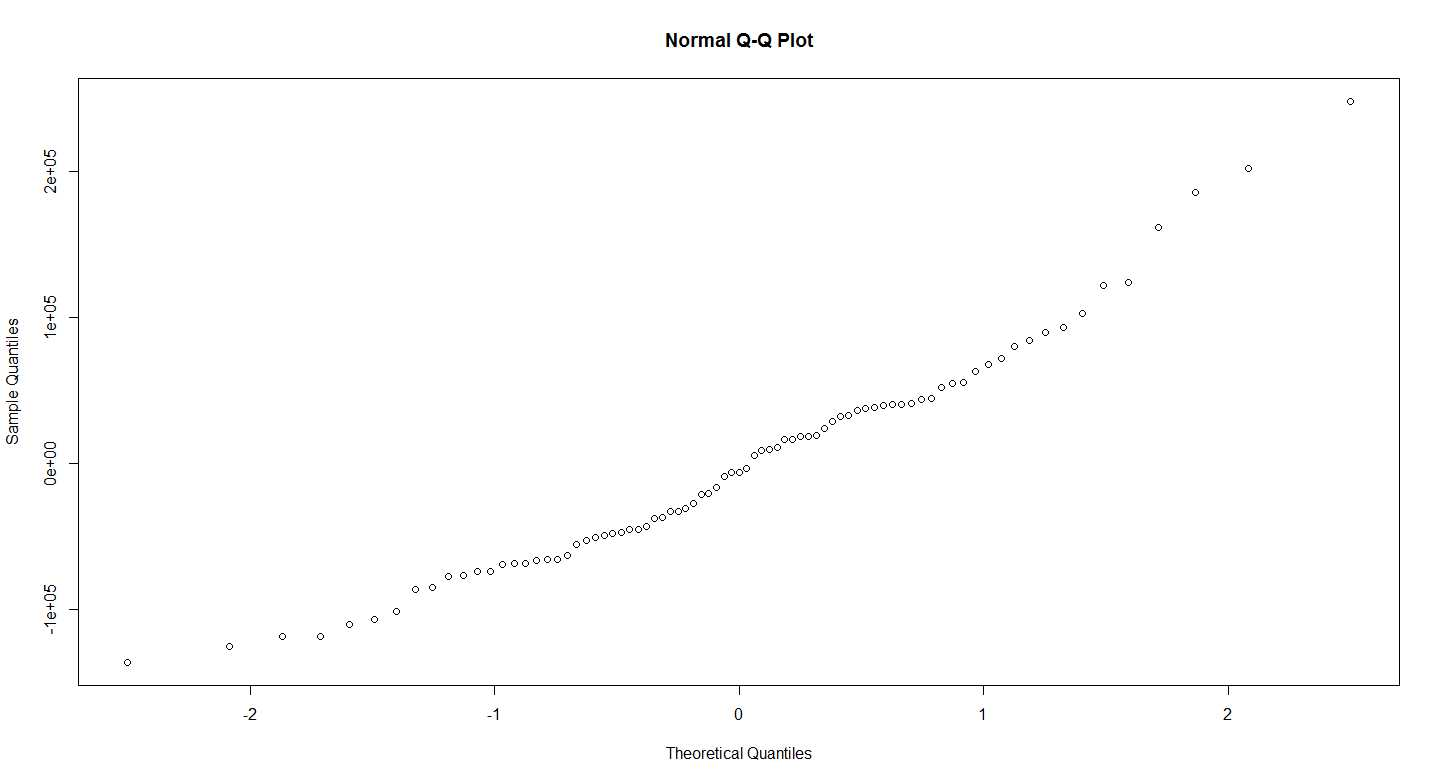 Normal Q-Q Plot
2e+05
1e+05
0e+00
-1e+05
Sample Quantiles
-2 -1 0 1 2
Theoretical Quantiles